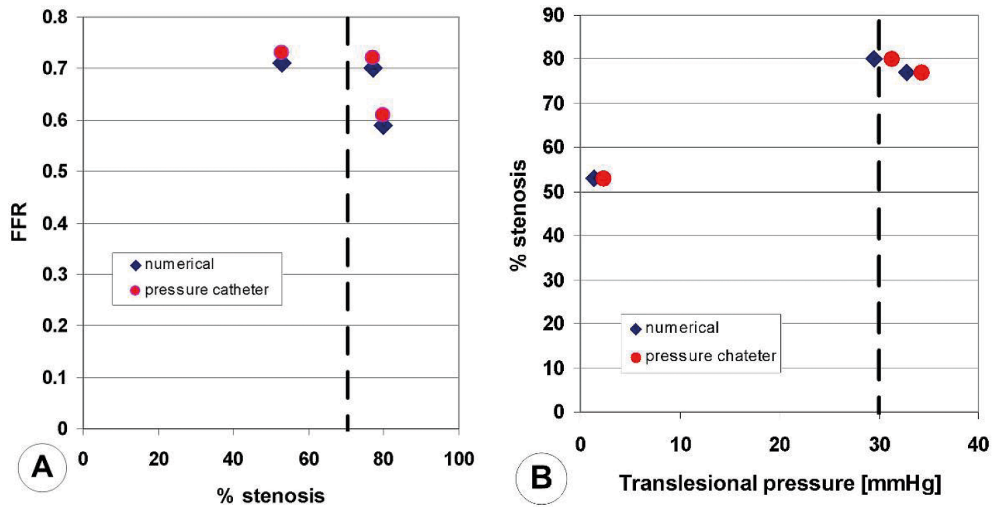 0.8
0.7
0.6
0.5
0.4
0.3
0.2
0.1
0
FFR
numerical
pressure catheter
0 20 40 60 80 100
% stenosis
A
90
80
70
60
50
40
30
20
10
0
% stenosis
numerical
pressure chateter
0 10 20 30 40
Translesional pressure [mmHg]
B